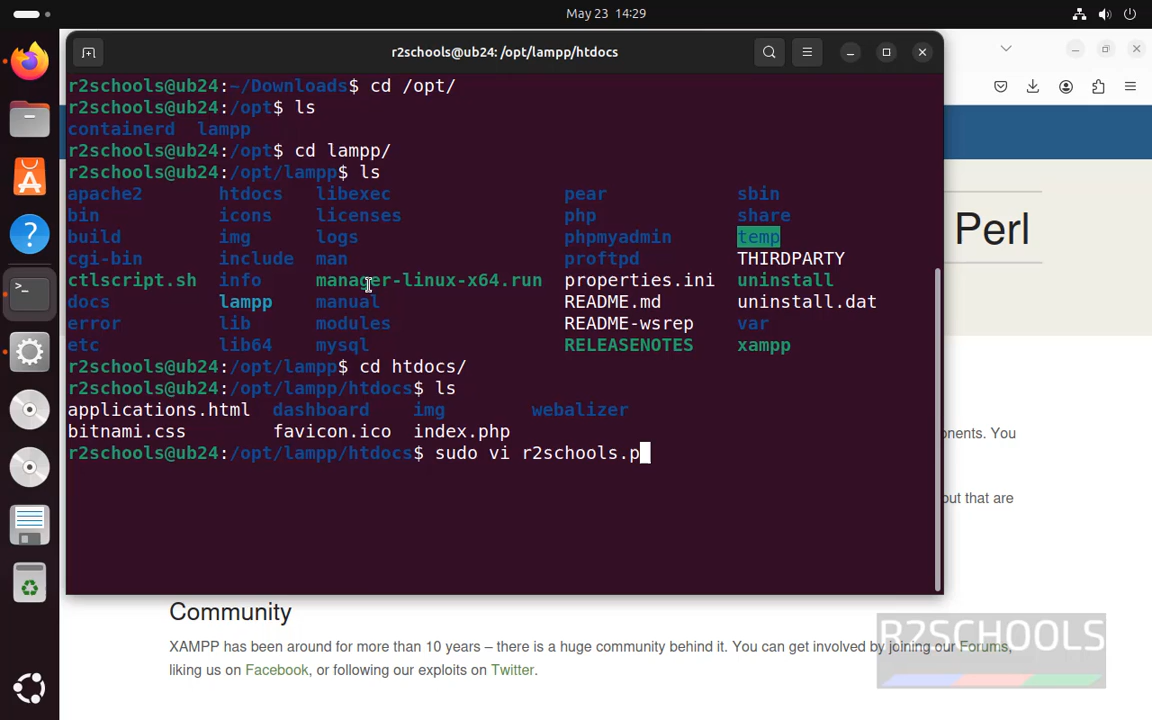 May 23 14:29
r2schools@ub24: /opt/lampp/htdocs
r2schools@ub24:~/Downloads$ cd /opt/
r2schools@ub24:/opt$ ls
containerd lampp
r2schools@ub24:/opt$ cd lampp/
r2schools@ub24:/opt/lampp$ ls
apache2 htdocs libexec pear sbin
bin icons licenses php share
build img logs phpmyadmin temp
cgi-bin include man proftpd THIRDPARTY
ctlscript.sh info manager-linux-x64.run properties.ini uninstall
docs lampp manual README.md uninstall.dat
error lib modules README-wsrep var
etc lib64 mysql RELEASENOTES xampp
r2schools@ub24:/opt/lampp$ cd htdocs/
r2schools@ub24:/opt/lampp/htdocs$ ls
applications.html dashboard img webalizer
bitnami.css favicon.ico index.php
r2schools@ub24:/opt/lampp/htdocs$ sudo vi r2schools.p
Perl
nents. You
out that are
Community
XAMPP has been around for more than 10 years – there is a huge community behind it. You can get involved by joining our Forums,
liking us on Facebook, or following our exploits on Twitter.
R2SCHOOLS